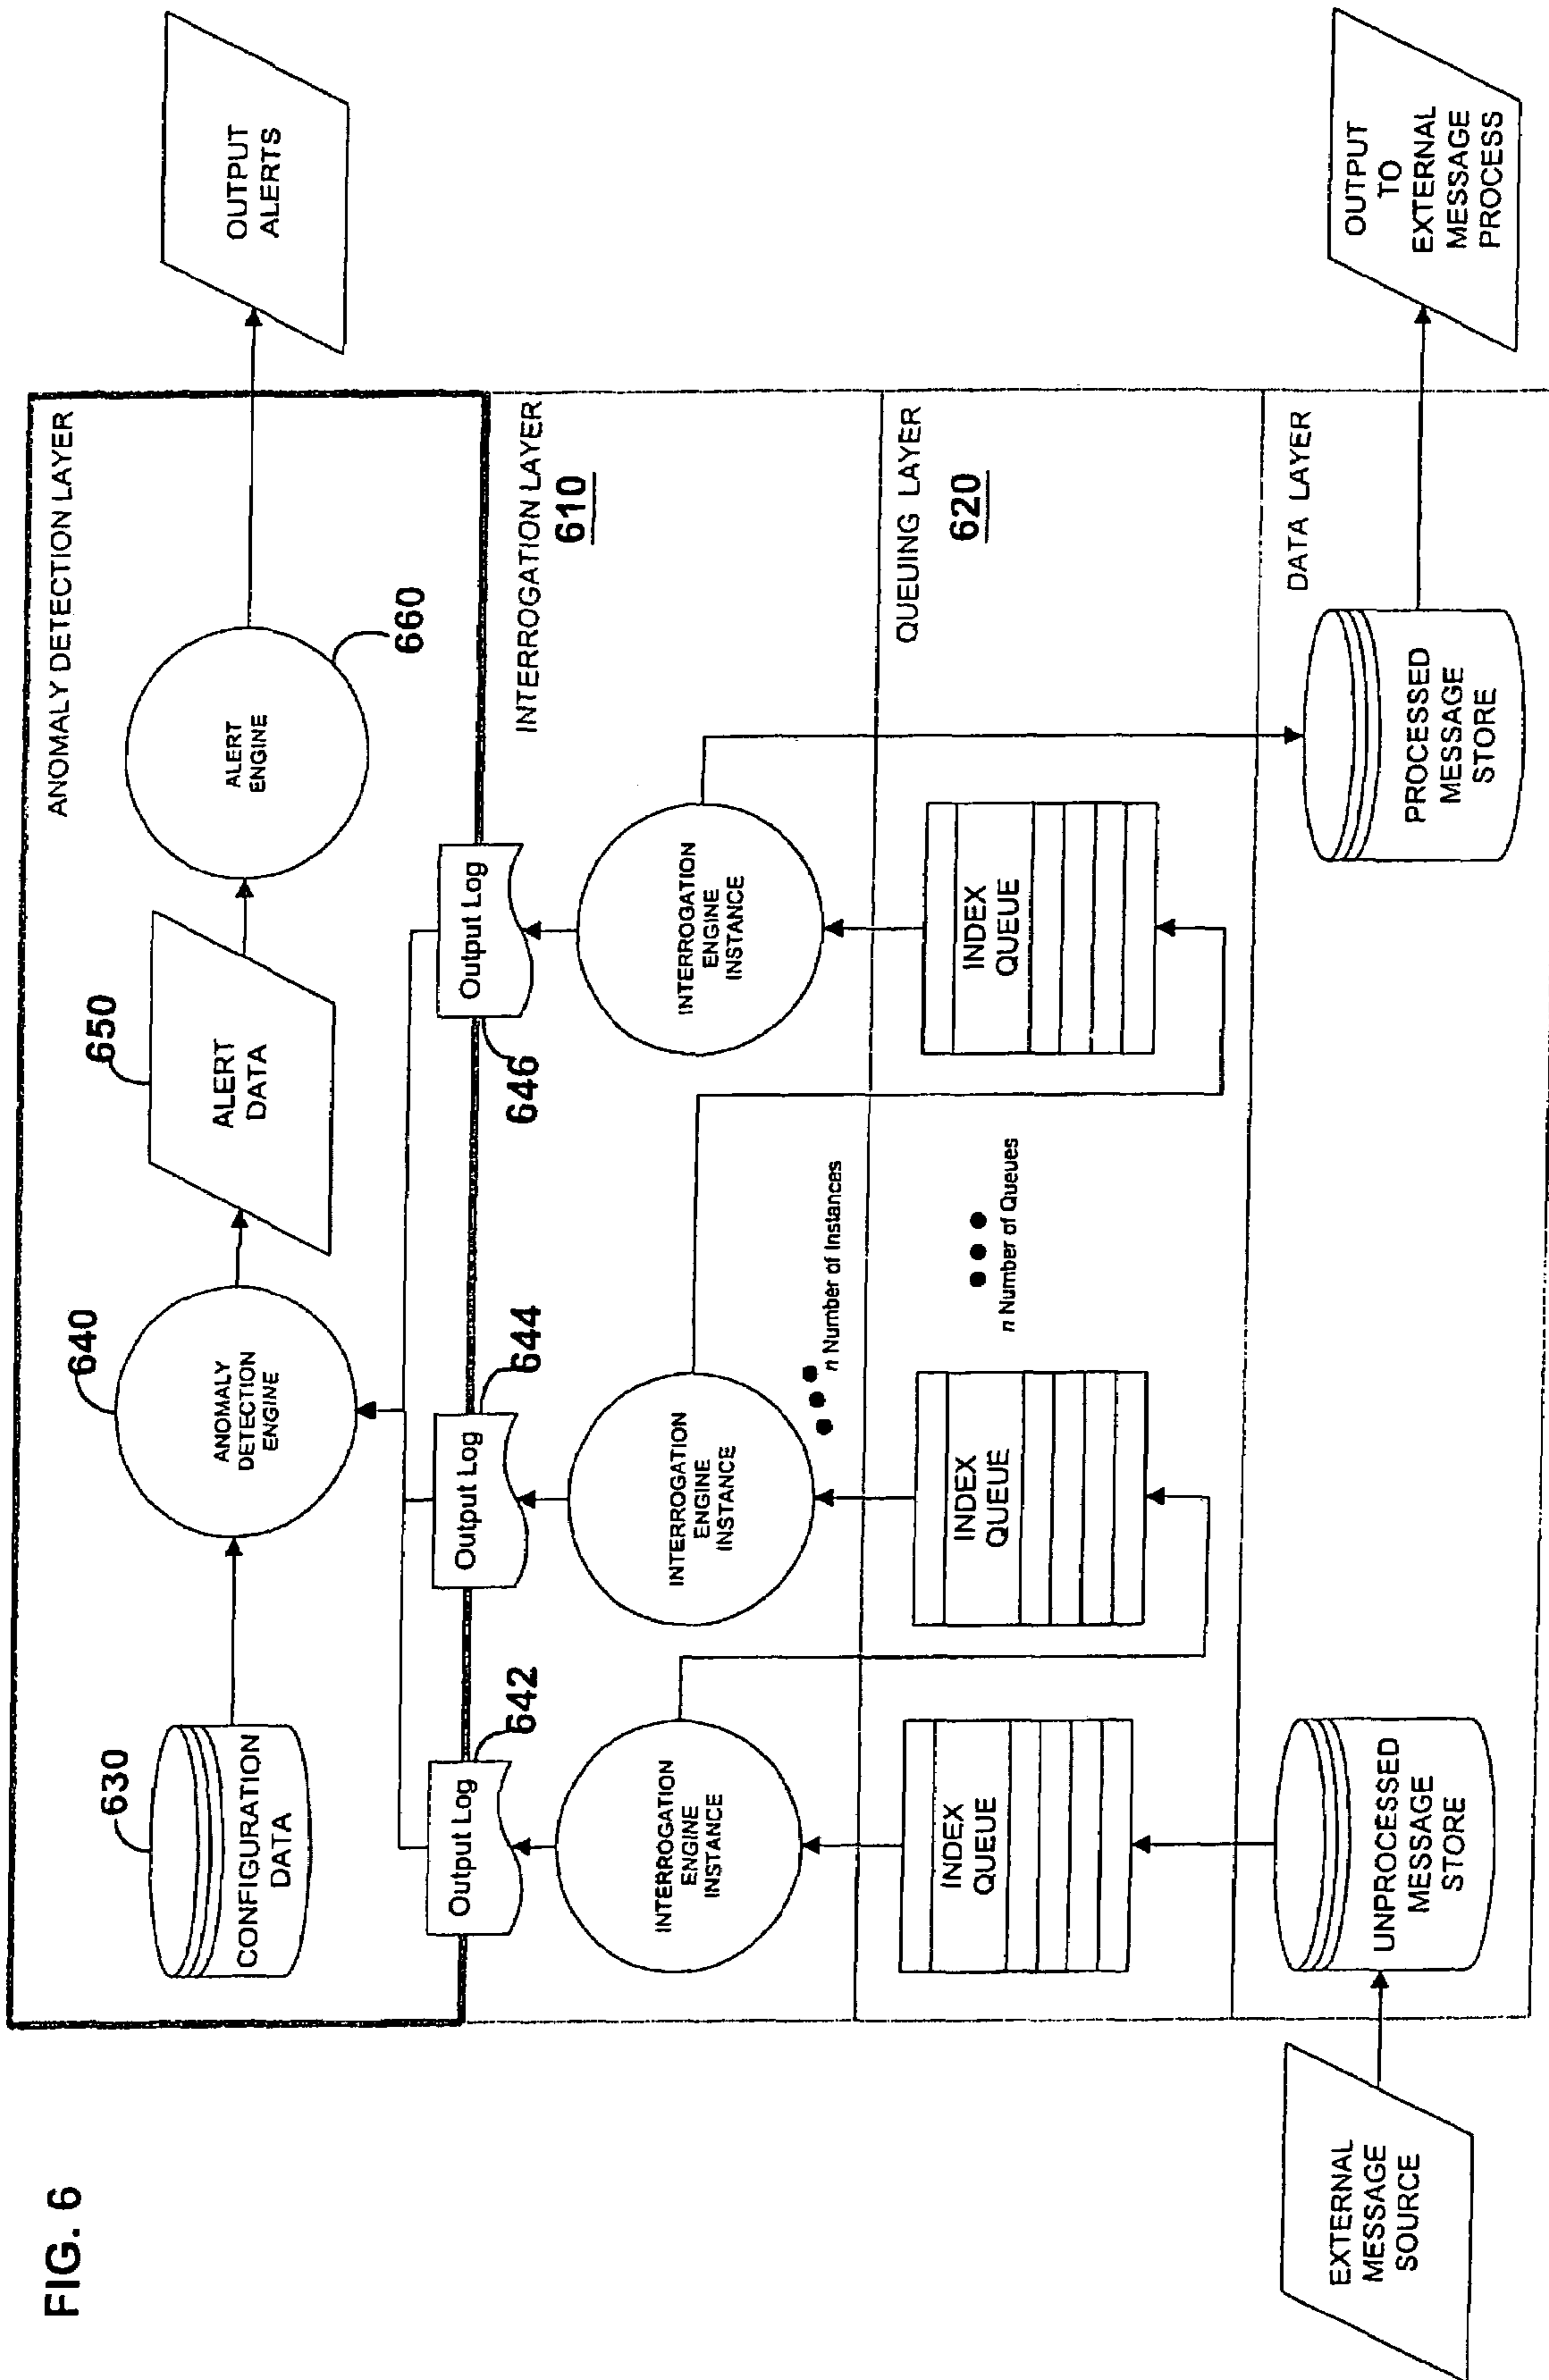 FIG. 6
ANOMALY DETECTION LAYER
630
CONFIGURATION
DATA
640
ANOMALY
DETECTION
ENGINE
650
ALERT
DATA
ALERT
ENGINE
660
OUTPUT
ALERTS
Output Log
642
Output Log
644
Output Log
646
INTERROGATION LAYER
610
INTERROGATION
ENGINE
INSTANCE
INTERROGATION
ENGINE
INSTANCE
n Number of Instances
INTERROGATION
ENGINE
INSTANCE
QUEUING LAYER
620
INDEX
QUEUE
INDEX
QUEUE
n Number of Queues
INDEX
QUEUE
DATA LAYER
EXTERNAL
MESSAGE
SOURCE
UNPROCESSED
MESSAGE
STORE
PROCESSED
MESSAGE
STORE
OUTPUT
TO
EXTERNAL
MESSAGE
PROCESS